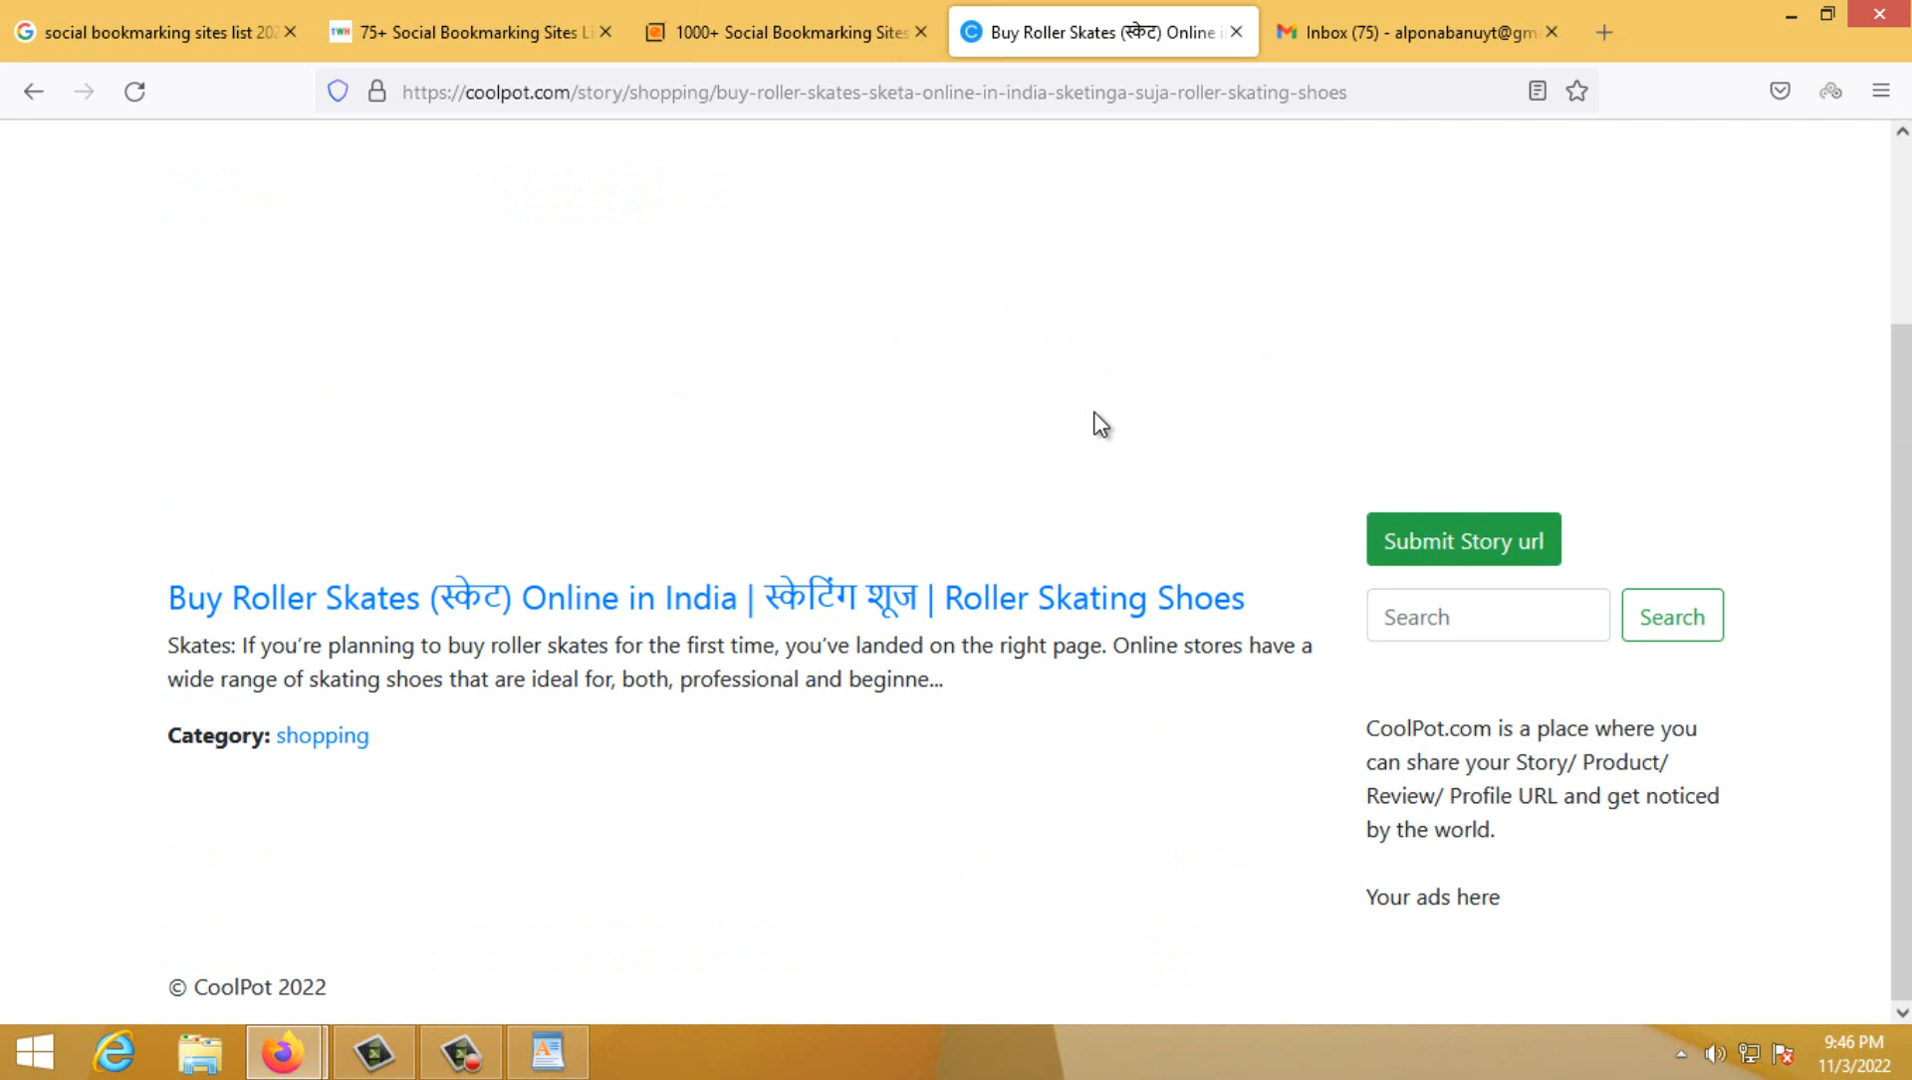 social bookmarking sites list 202
75+ Social Bookmarking Sites Li
1000+ Social Bookmarking Sites
Buy Roller Skates (स्केट) Online i
Inbox (75) - alponabanuyt@gm
https://coolpot.com/story/shopping/buy-roller-skates-sketa-online-in-india-sketinga-suja-roller-skating-shoes
Submit Story url
Buy Roller Skates (स्केट) Online in India | स्केटिंग शूज | Roller Skating Shoes
Search
Search
Skates: If you’re planning to buy roller skates for the first time, you’ve landed on the right page. Online stores have a
wide range of skating shoes that are ideal for, both, professional and beginne...
Category: shopping
CoolPot.com is a place where you
can share your Story/ Product/
Review/ Profile URL and get noticed
by the world.
Your ads here
© CoolPot 2022
9:46 PM
11/3/2022